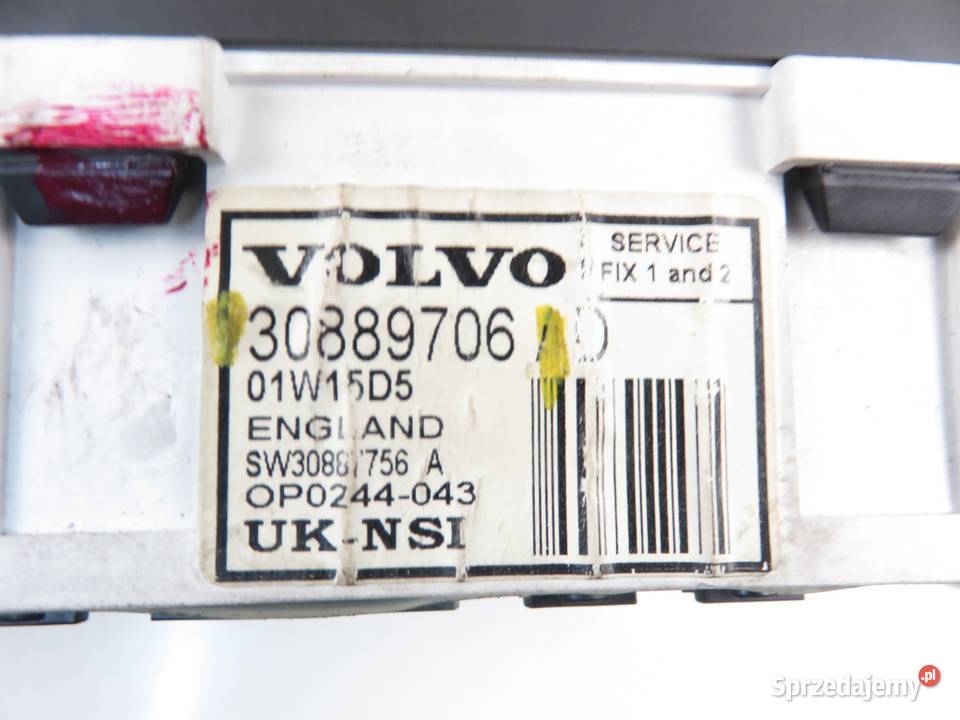 VOLVO
SERVICE
FIX 1 and 2
30889706 D
01W15D5
ENGLAND
SW30887756 A
OP0244-043
UK-NSI
Sprzedajemy.pl